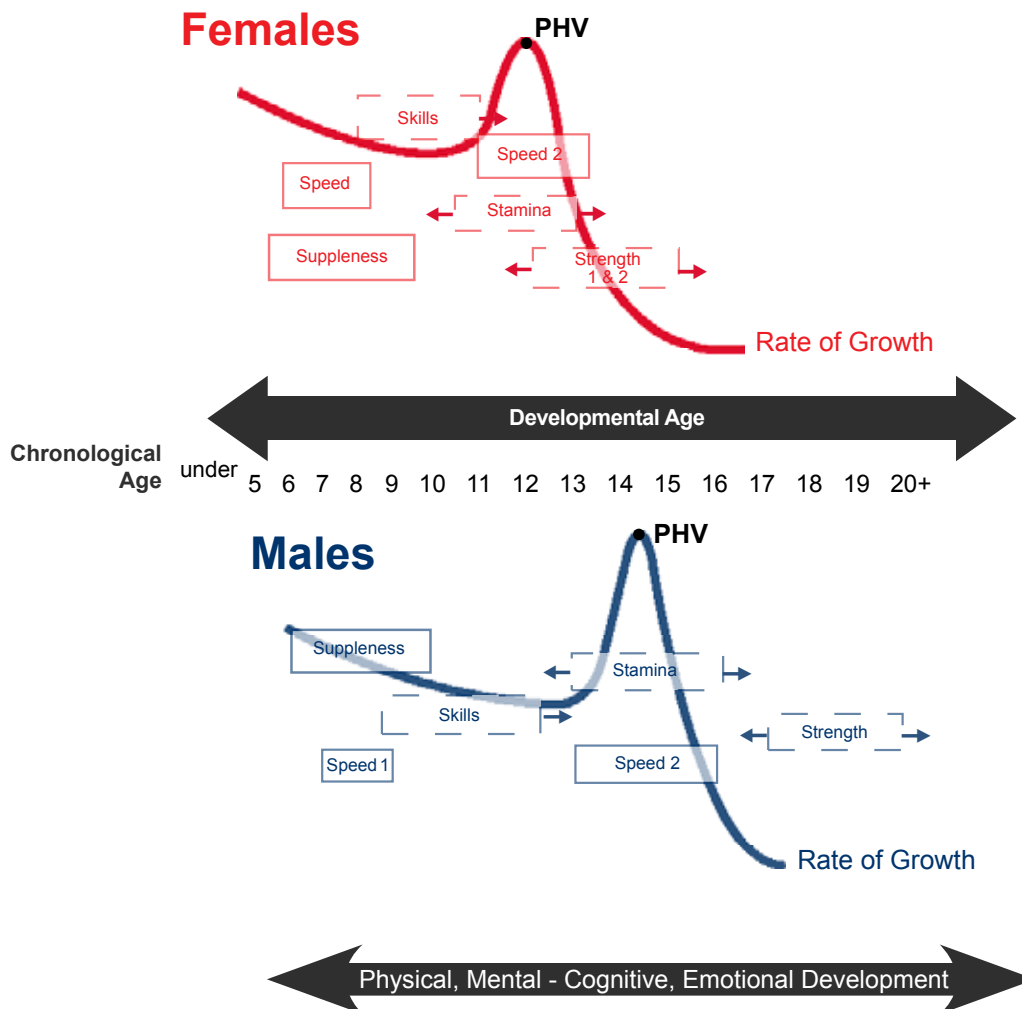 Females
PHV
Skills
Speed 2
Speed
Stamina
Suppleness
Strength
1 & 2
Rate of Growth
Developmental Age
Chronological
Age
under 5 6 7 8 9 10 11 12 13 14 15 16 17 18 19 20+
PHV
Males
Suppleness
Stamina
Skills
Strength
Speed 1
Speed 2
Rate of Growth
Physical, Mental - Cognitive, Emotional Development